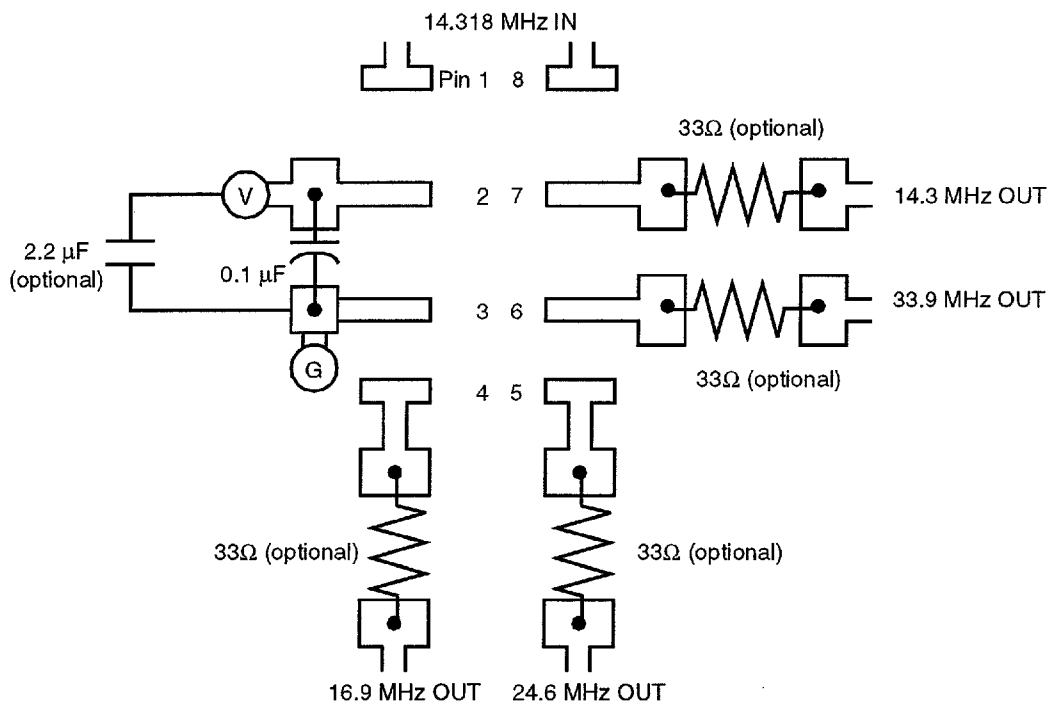 14.318 MHz IN
Pin 1 8
33Ω (optional)
V
2 7
14.3 MHz OUT
2.2 μF
(optional)
0.1 μF
3 6
33.9 MHz OUT
G
33Ω (optional)
4 5
33Ω (optional)
33Ω (optional)
16.9 MHz OUT
24.6 MHz OUT